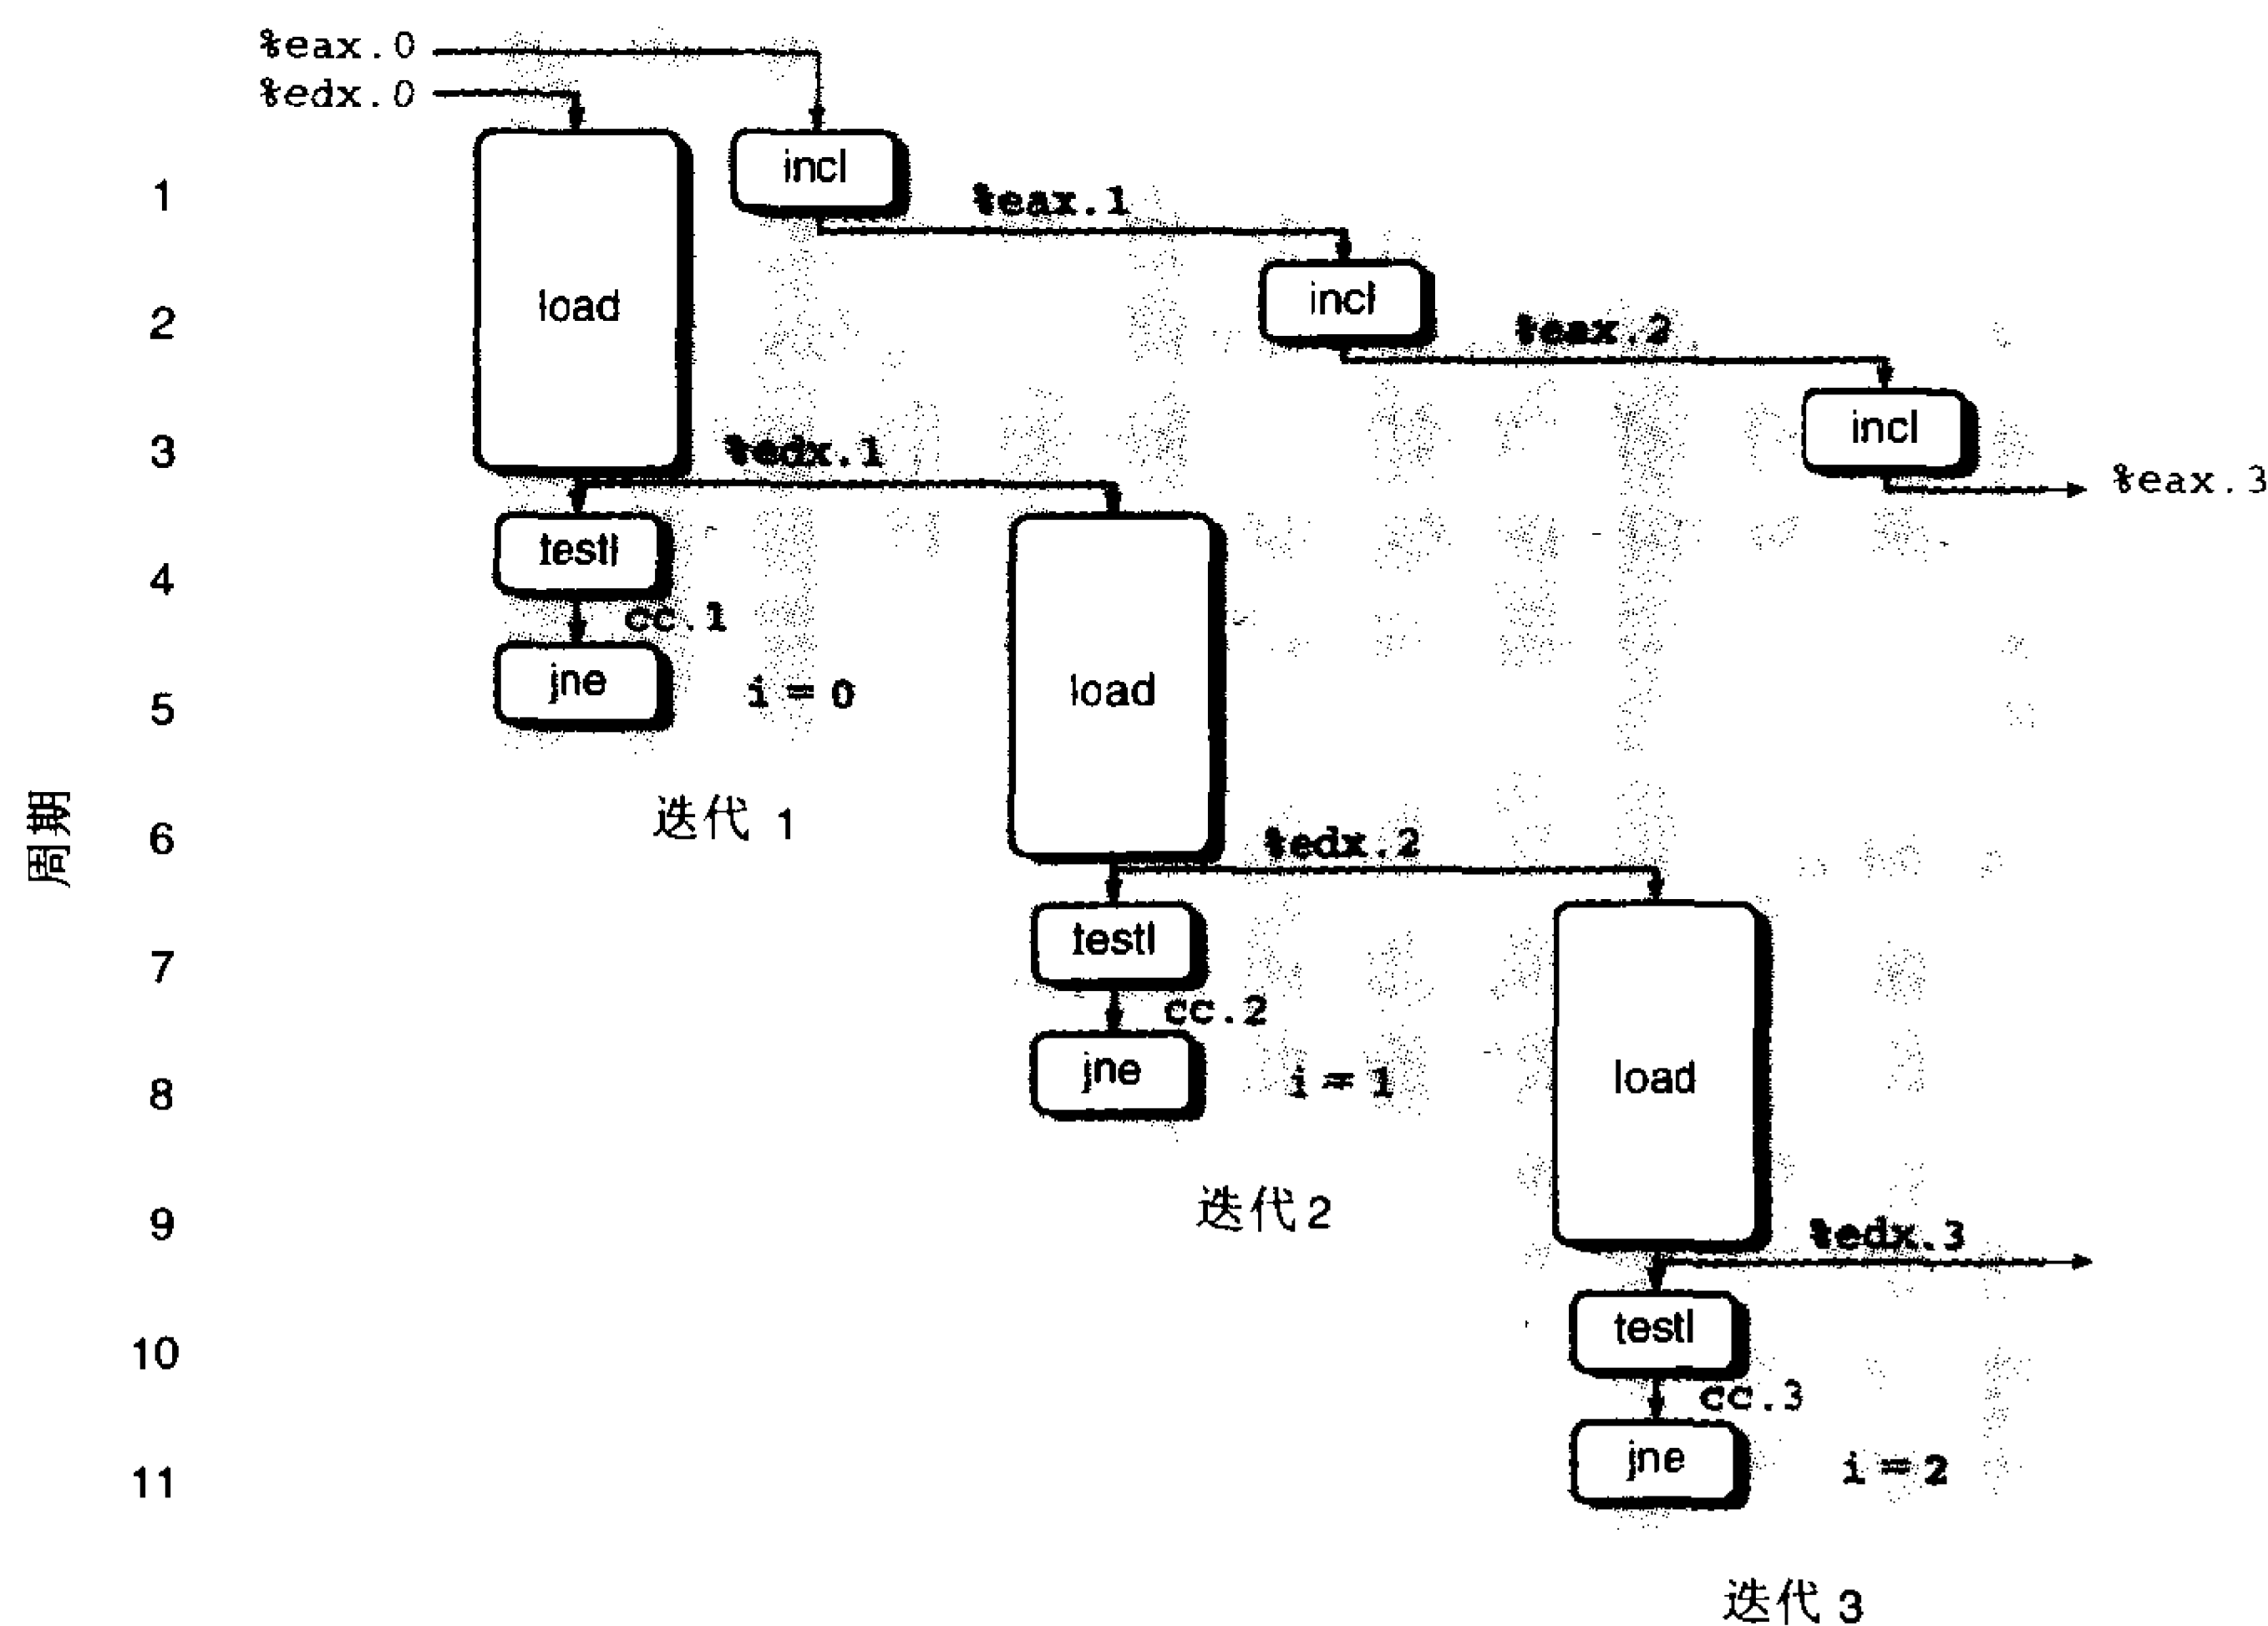 %eax.0
%edx.0
1
load
incl
%eax.1
2
incl
%eax.2
3
incl
%edx.1
%eax.3
4
testl
cc.1
5
jne
i = 0
load
周期
迭代 1
6
%edx.2
7
testl
cc.2
8
jne
i = 1
load
9
迭代 2
%edx.3
10
testl
cc.3
11
jne
i = 2
迭代 3